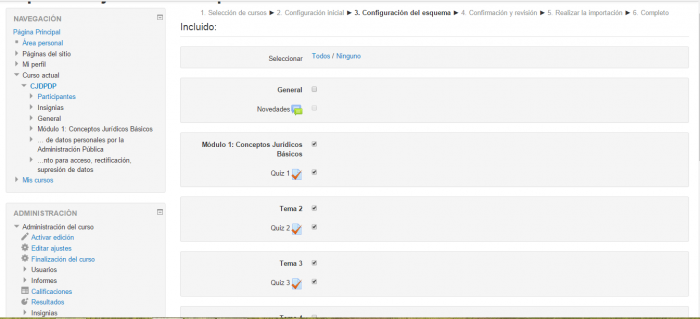 1. Selección de cursos ► 2. Configuración inicial ► 3. Configuración del esquema ► 4. Confirmación y revisión ► 5. Realizar la importación ► 6. Completo
Incluido:
Seleccionar Todos / Ninguno
General
Novedades
Módulo 1: Conceptos Jurídicos
Básicos
Quiz 1
Tema 2
Quiz 2
Tema 3
Quiz 3
NAVEGACIÓN
Página Principal
Área personal
Páginas del sitio
Mi perfil
Curso actual
CJDPDP
Participantes
Insignias
General
Módulo 1: Conceptos Jurídicos Básicos
... de datos personales por la
Administración Pública
...nto para acceso, rectificación,
supresión de datos
Mis cursos
ADMINISTRACIÓN
Administración del curso
Activar edición
Editar ajustes
Finalización del curso
Usuarios
Informes
Calificaciones
Resultados
Insignias